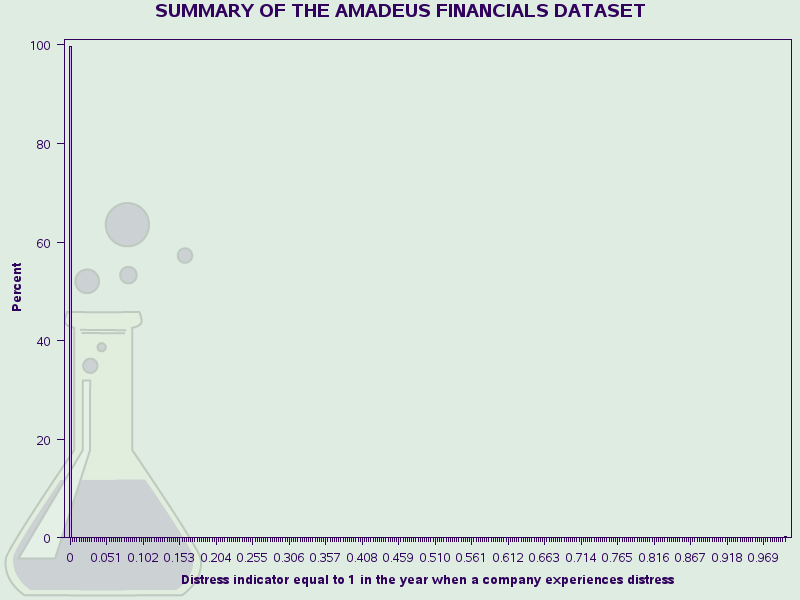 SUMMARY OF THE AMADEUS FINANCIALS DATASET
100
80
60
40
20
0
Percent
0 0.051 0.102 0.153 0.204 0.255 0.306 0.357 0.408 0.459 0.510 0.561 0.612 0.663 0.714 0.765 0.816 0.867 0.918 0.969
Distress indicator equal to 1 in the year when a company experiences distress